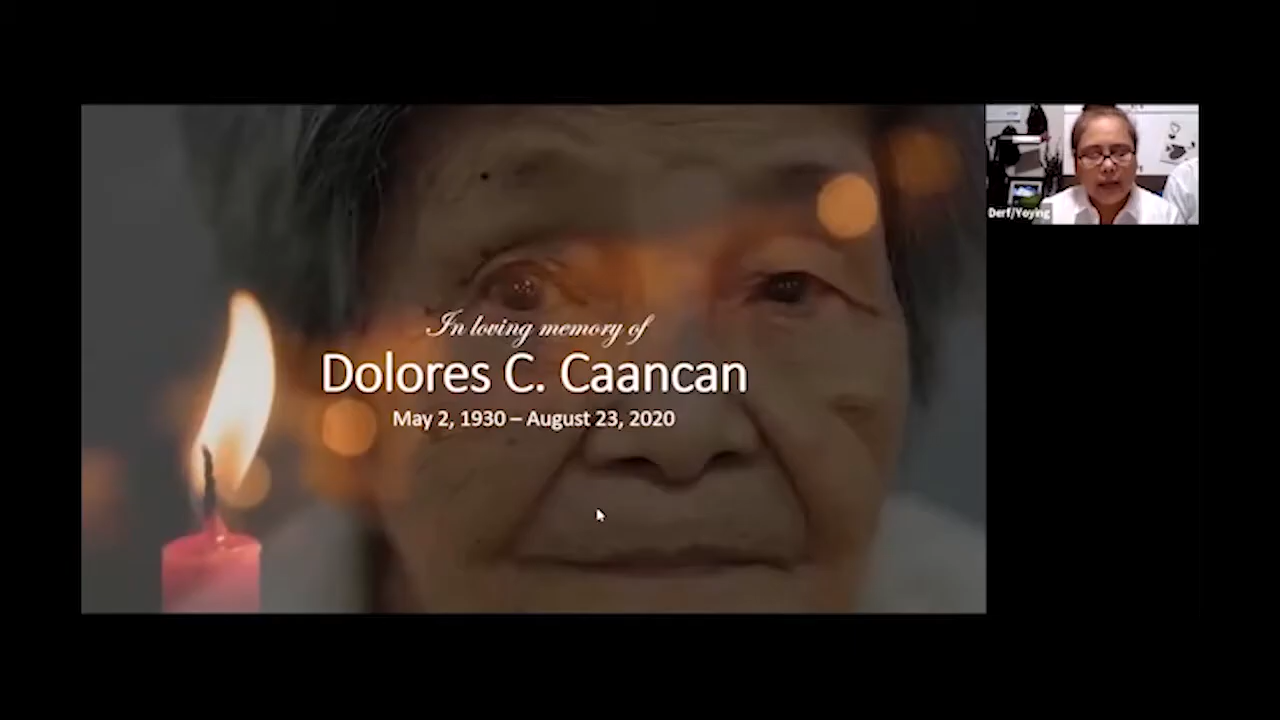 In loving memory of
Dolores C. Caancan
May 2, 1930 – August 23, 2020
Derf/Yoying